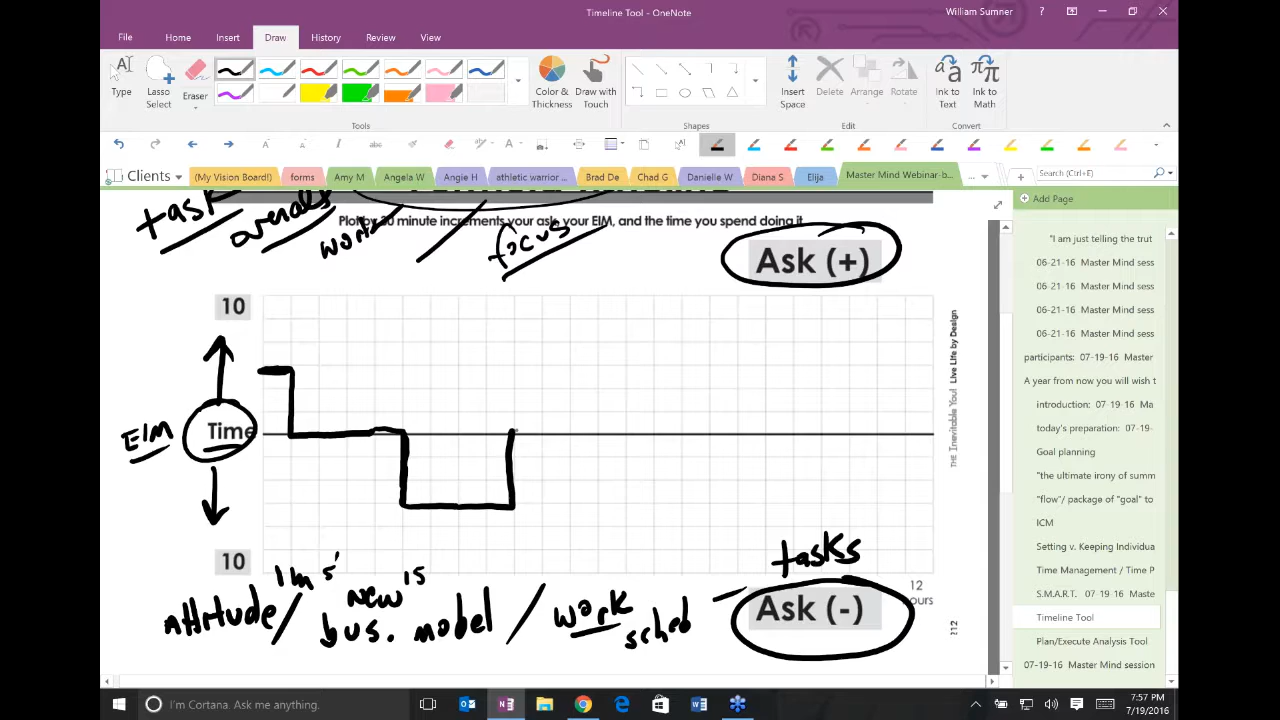 Timeline Tool - OneNote
William Sumner
?
File Home Insert Draw History Review View
Type
Lasso Select
Eraser
Color & Thickness
Draw with Touch
Insert Space
Delete
Arrange
Rotate
Ink to Text
Ink to Math
Tools
Shapes
Edit
Convert
Clients
(My Vision Board!)
forms
Amy M
Angela W
Angie H
athletic warrior ...
Brad De
Chad G
Danielle W
Diana S
Elija
Master Mind Webinar-b...
Search (Ctrl+E)
Add Page
task
overall
work
/
focus
minute increments your ask, your EIM, and the time you spend doing it
Ask (+)
10
EIM
Time
10
THE Inevitable You! Live Life by Design
tasks
12
ours
Ask (-)
212
attitude / Im's'
new is
bus. model / work
sched
"I am just telling the trut
06-21-16 Master Mind sess
06-21-16 Master Mind sess
06-21-16 Master Mind sess
06-21-16 Master Mind sess
participants: 07-19-16 Master
A year from now you will wish t
introduction: 07-19-16 Ma
today's preparation: 07-19-
Goal planning
"the ultimate irony of summ
"flow"/ package of "goal" to
ICM
Setting v. Keeping Individua
Time Management / Time P
S.M.A.R.T. 07-19-16 Maste
Timeline Tool
Plan/Execute Analysis Tool
07-19-16 Master Mind session
I'm Cortana. Ask me anything.
7:57 PM
7/19/2016